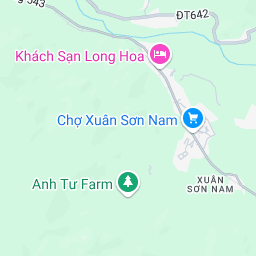 ĐT642
Khách Sạn Long Hoa
Chợ Xuân Sơn Nam
XUÂN
SƠN NAM
Anh Tư Farm